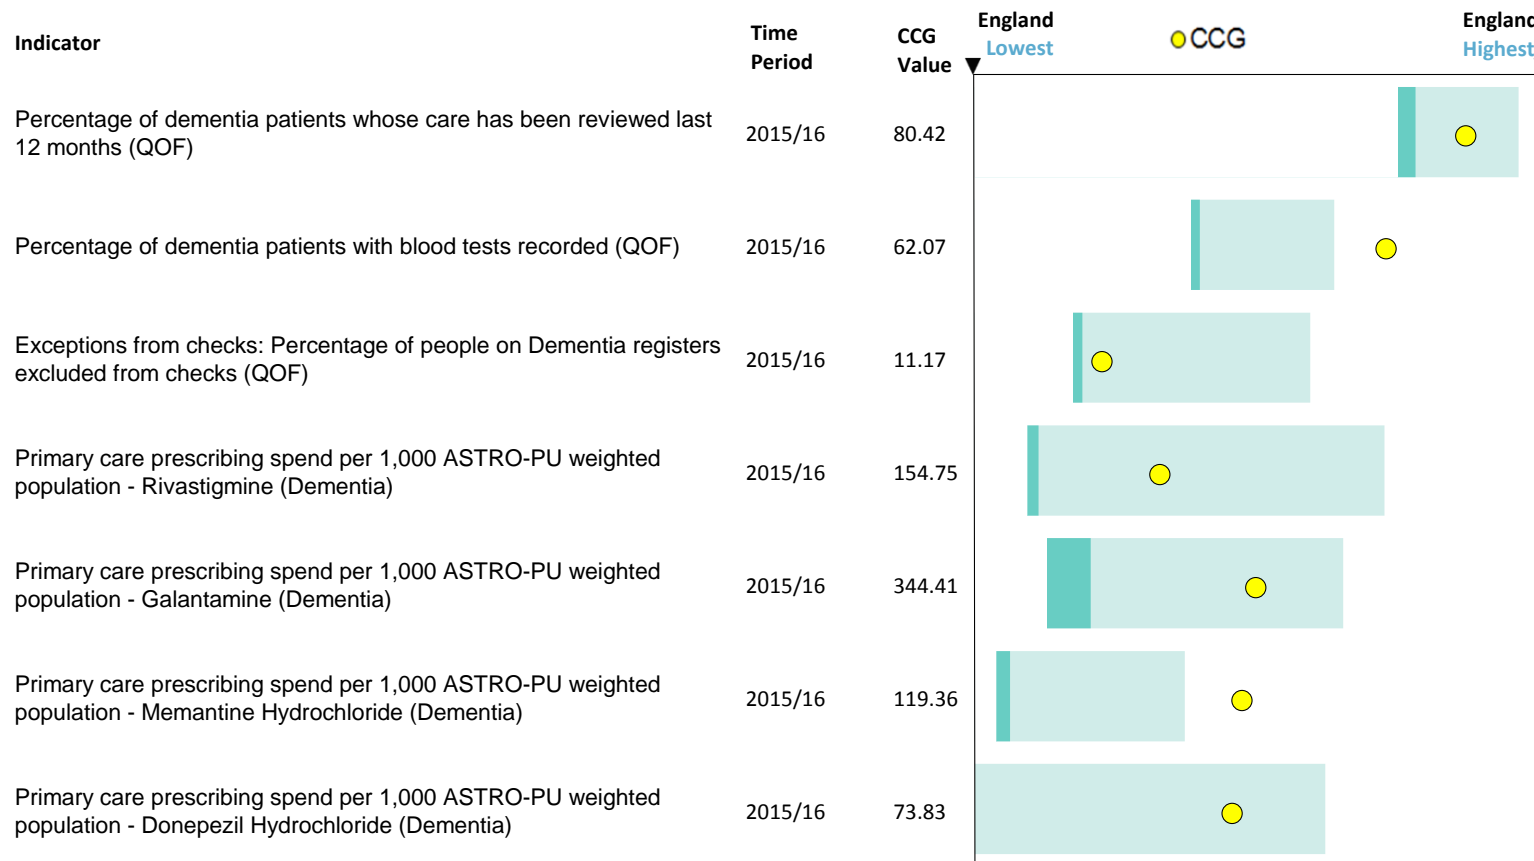 Indicator
Time
Period
CCG
Value
England
Lowest
CCG
England
Highest
Percentage of dementia patients whose care has been reviewed last
12 months (QOF)
2015/16
80.42
Percentage of dementia patients with blood tests recorded (QOF)
2015/16
62.07
Exceptions from checks: Percentage of people on Dementia registers
excluded from checks (QOF)
2015/16
11.17
Primary care prescribing spend per 1,000 ASTRO-PU weighted
population - Rivastigmine (Dementia)
2015/16
154.75
Primary care prescribing spend per 1,000 ASTRO-PU weighted
population - Galantamine (Dementia)
2015/16
344.41
Primary care prescribing spend per 1,000 ASTRO-PU weighted
population - Memantine Hydrochloride (Dementia)
2015/16
119.36
Primary care prescribing spend per 1,000 ASTRO-PU weighted
population - Donepezil Hydrochloride (Dementia)
2015/16
73.83